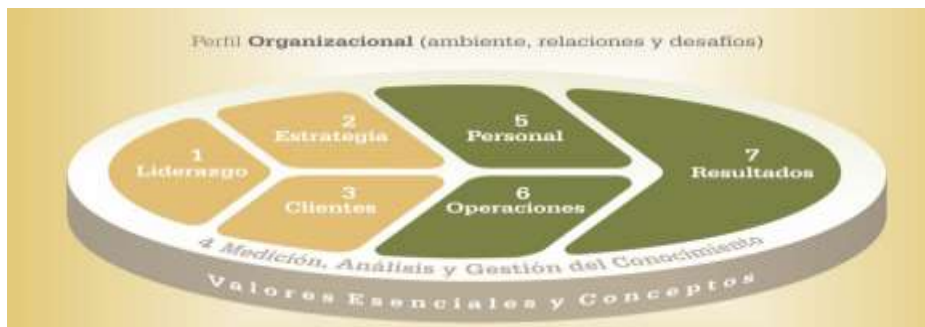 Perfil Organizacional (ambiente, relaciones y desafíos)
1
Liderazgo
2
Estrategia
3
Clientes
5
Personal
6
Operaciones
7
Resultados
4 Medición, Análisis y Gestión del Conocimiento
Valores Esenciales y Conceptos